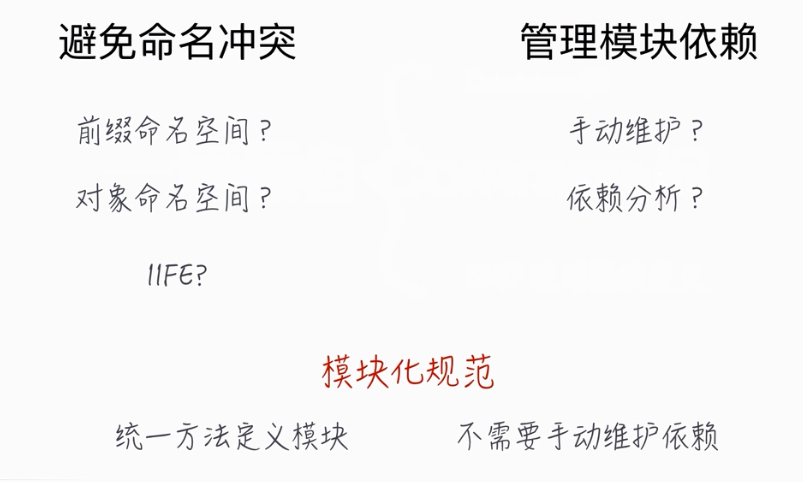 避免命名冲突
管理模块依赖
前缀命名空间？
手动维护？
对象命名空间？
依赖分析？
IIFE?
模块化规范
统一方法定义模块
不需要手动维护依赖